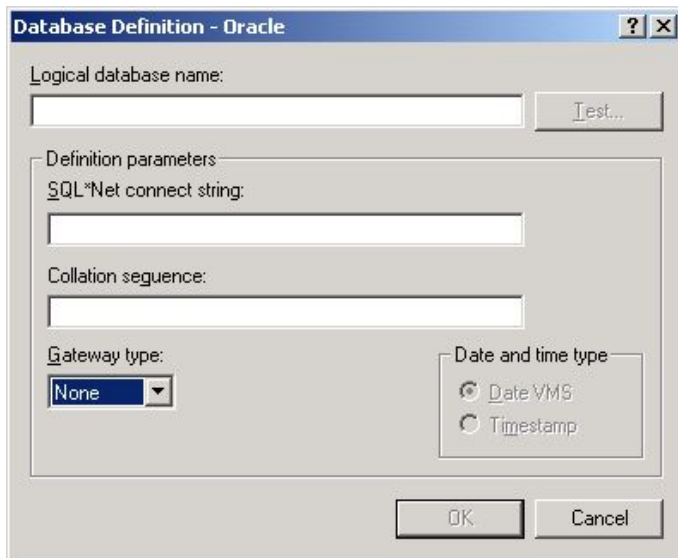 Database Definition - Oracle
Logical database name:
Test...
Definition parameters
SQL*Net connect string:
Collation seguence:
Gateway type:
None
Date and time type
Date VMS
Timestamp
OK
Cancel